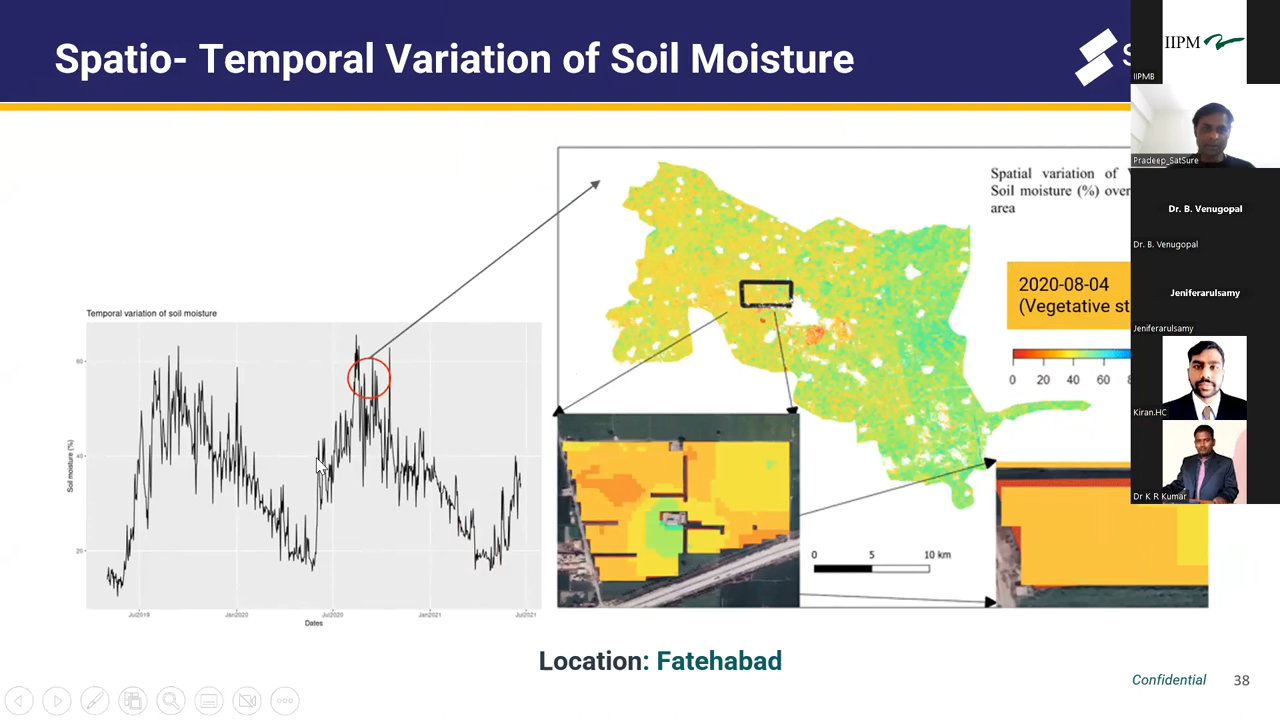 Spatio- Temporal Variation of Soil Moisture
S
IIPM
IIPMB
Pradeep_SatSure
Dr. B. Venugopal
Dr. B. Venugopal
Jeniferarulsamy
Jeniferarulsamy
Kiran.HC
Dr K R Kumar
Spatial variation of
Soil moisture (%) over
area
2020-08-04
(Vegetative st
0 20 40 60 8
Temporal variation of soil moisture
Soil moisture (%)
60
40
20
Jul2019 Jan2020 Jul2020 Jan2021 Jul2021
Dates
0 5 10 km
Location: Fatehabad
Confidential 38